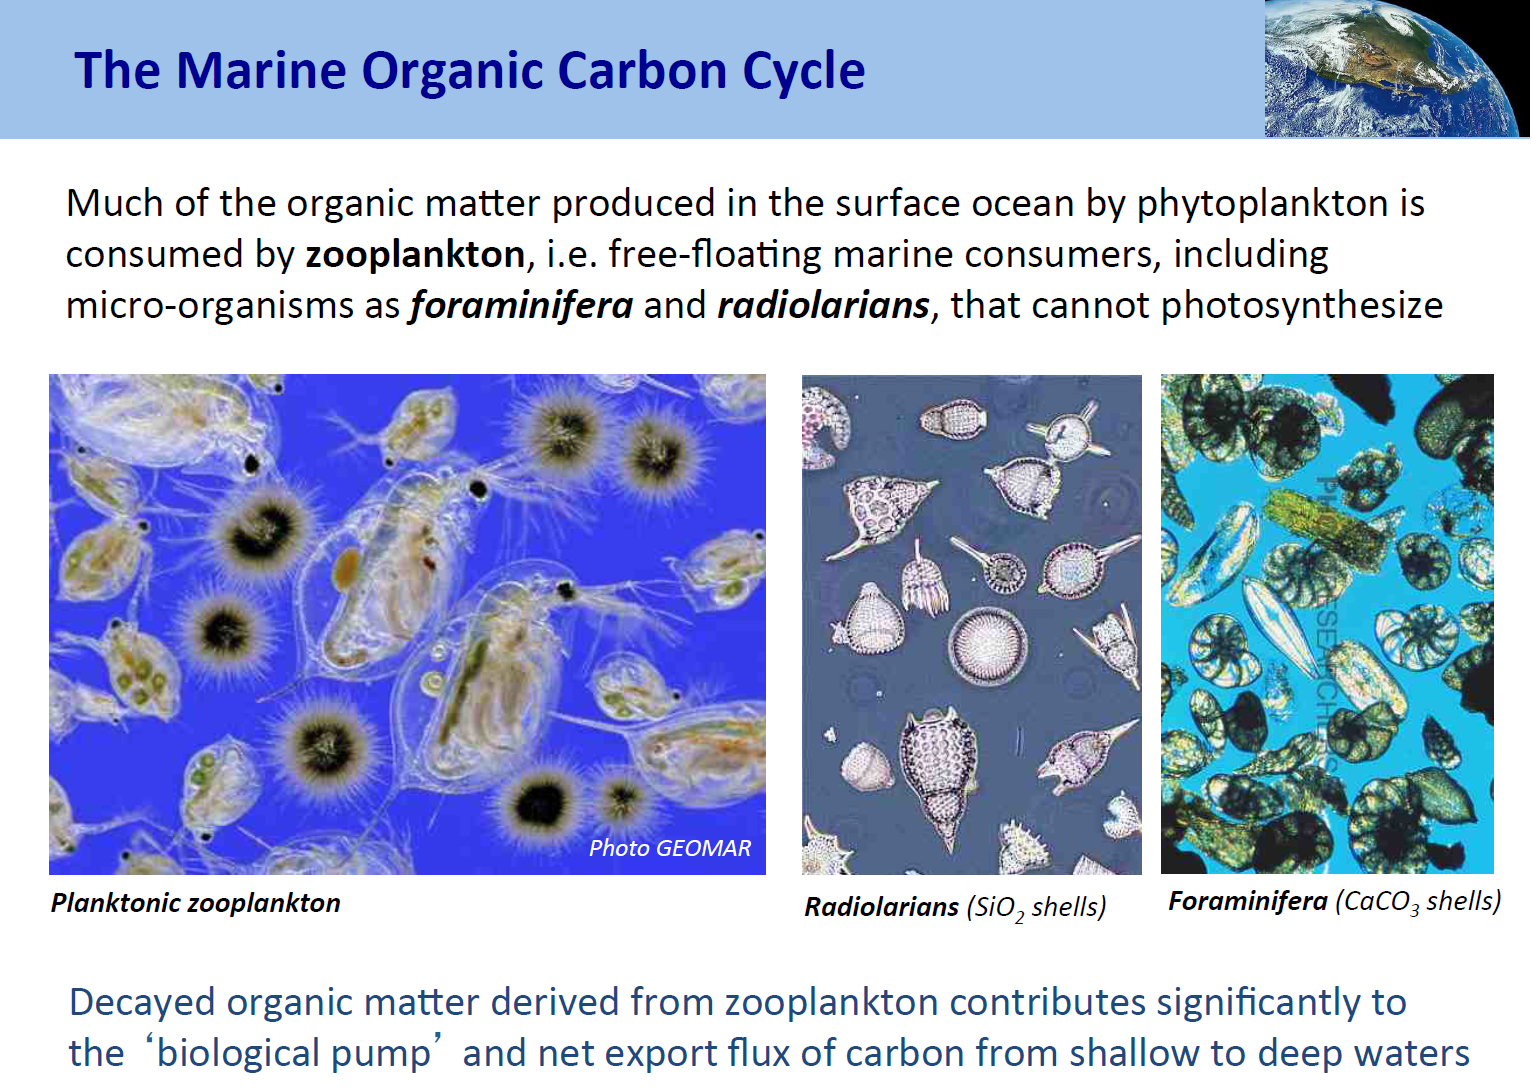 The Marine Organic Carbon Cycle
Much of the organic matter produced in the surface ocean by phytoplankton is
consumed by zooplankton, i.e. free-floating marine consumers, including
micro-organisms as foraminifera and radiolarians, that cannot photosynthesize
Photo GEOMAR
Planktonic zooplankton
Radiolarians (SiO2 shells)
Foraminifera (CaCO3 shells)
Decayed organic matter derived from zooplankton contributes significantly to
the ‘biological pump’ and net export flux of carbon from shallow to deep waters